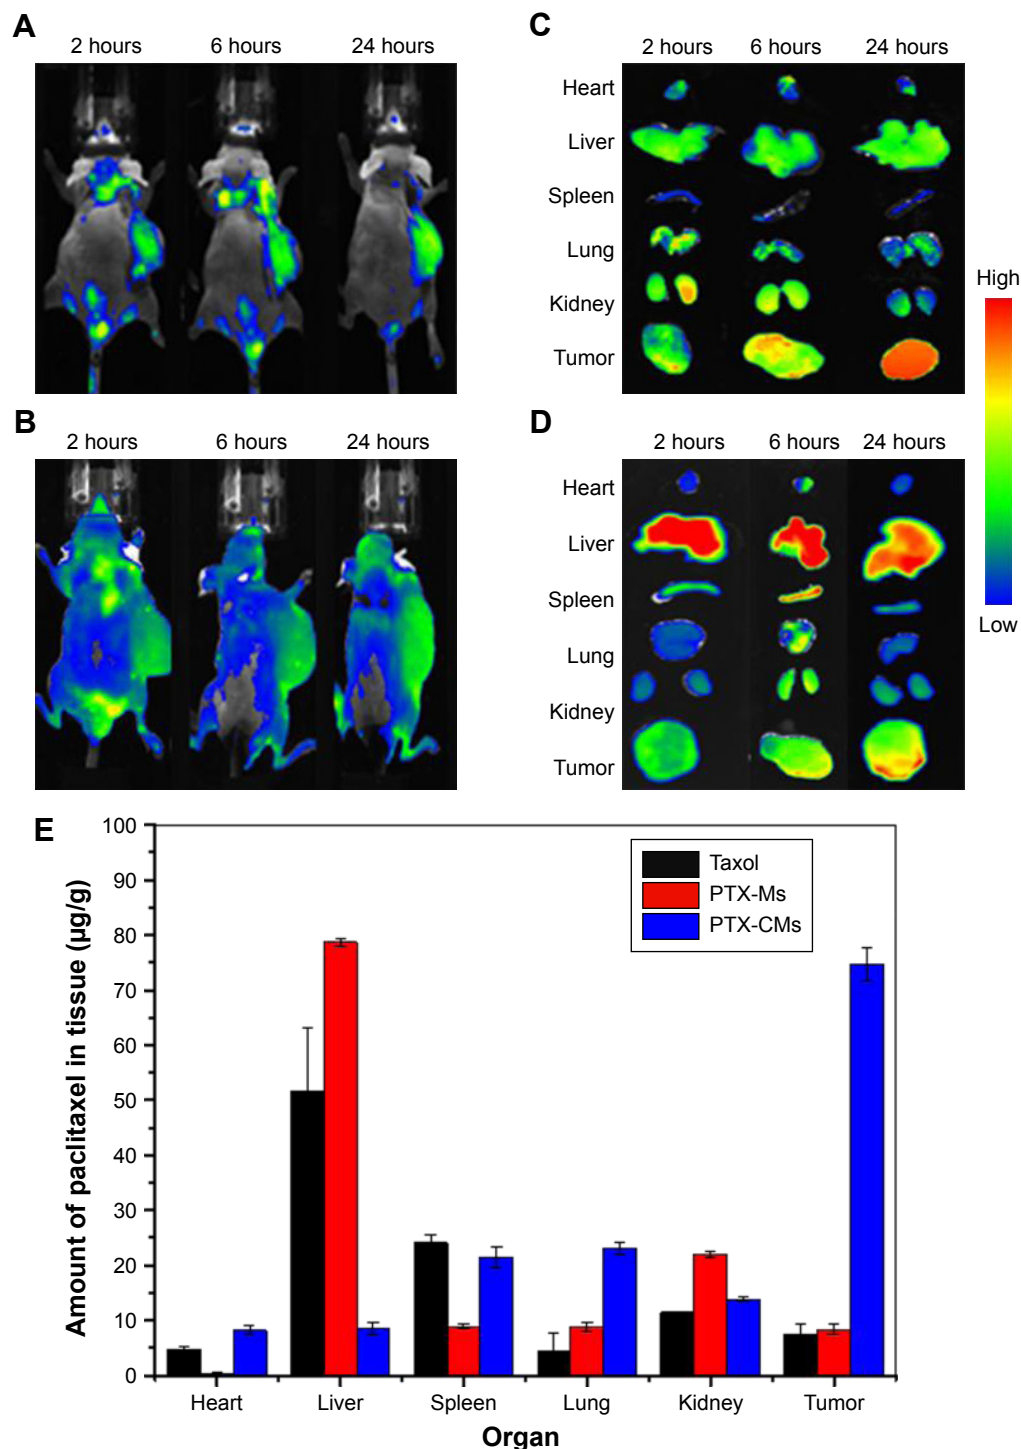 A
2 hours 6 hours 24 hours
C
2 hours 6 hours 24 hours
Heart
Liver
Spleen
Lung
Kidney
Tumor
High
Low
B
2 hours 6 hours 24 hours
D
2 hours 6 hours 24 hours
Heart
Liver
Spleen
Lung
Kidney
Tumor
E
Amount of paclitaxel in tissue (µg/g)
100
90
80
70
60
50
40
30
20
10
0
Taxol
PTX-Ms
PTX-CMs
Heart Liver Spleen Lung Kidney Tumor
Organ